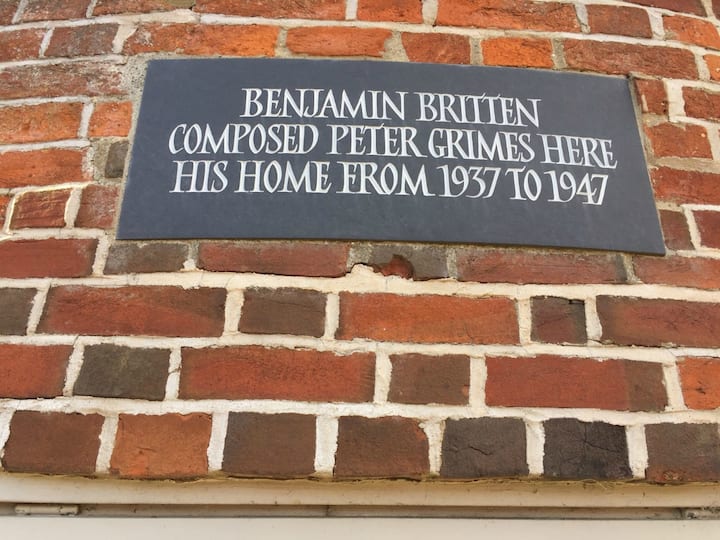 BENJAMIN BRITTEN
COMPOSED PETER GRIMES HERE
HIS HOME FROM 1937 TO 1947